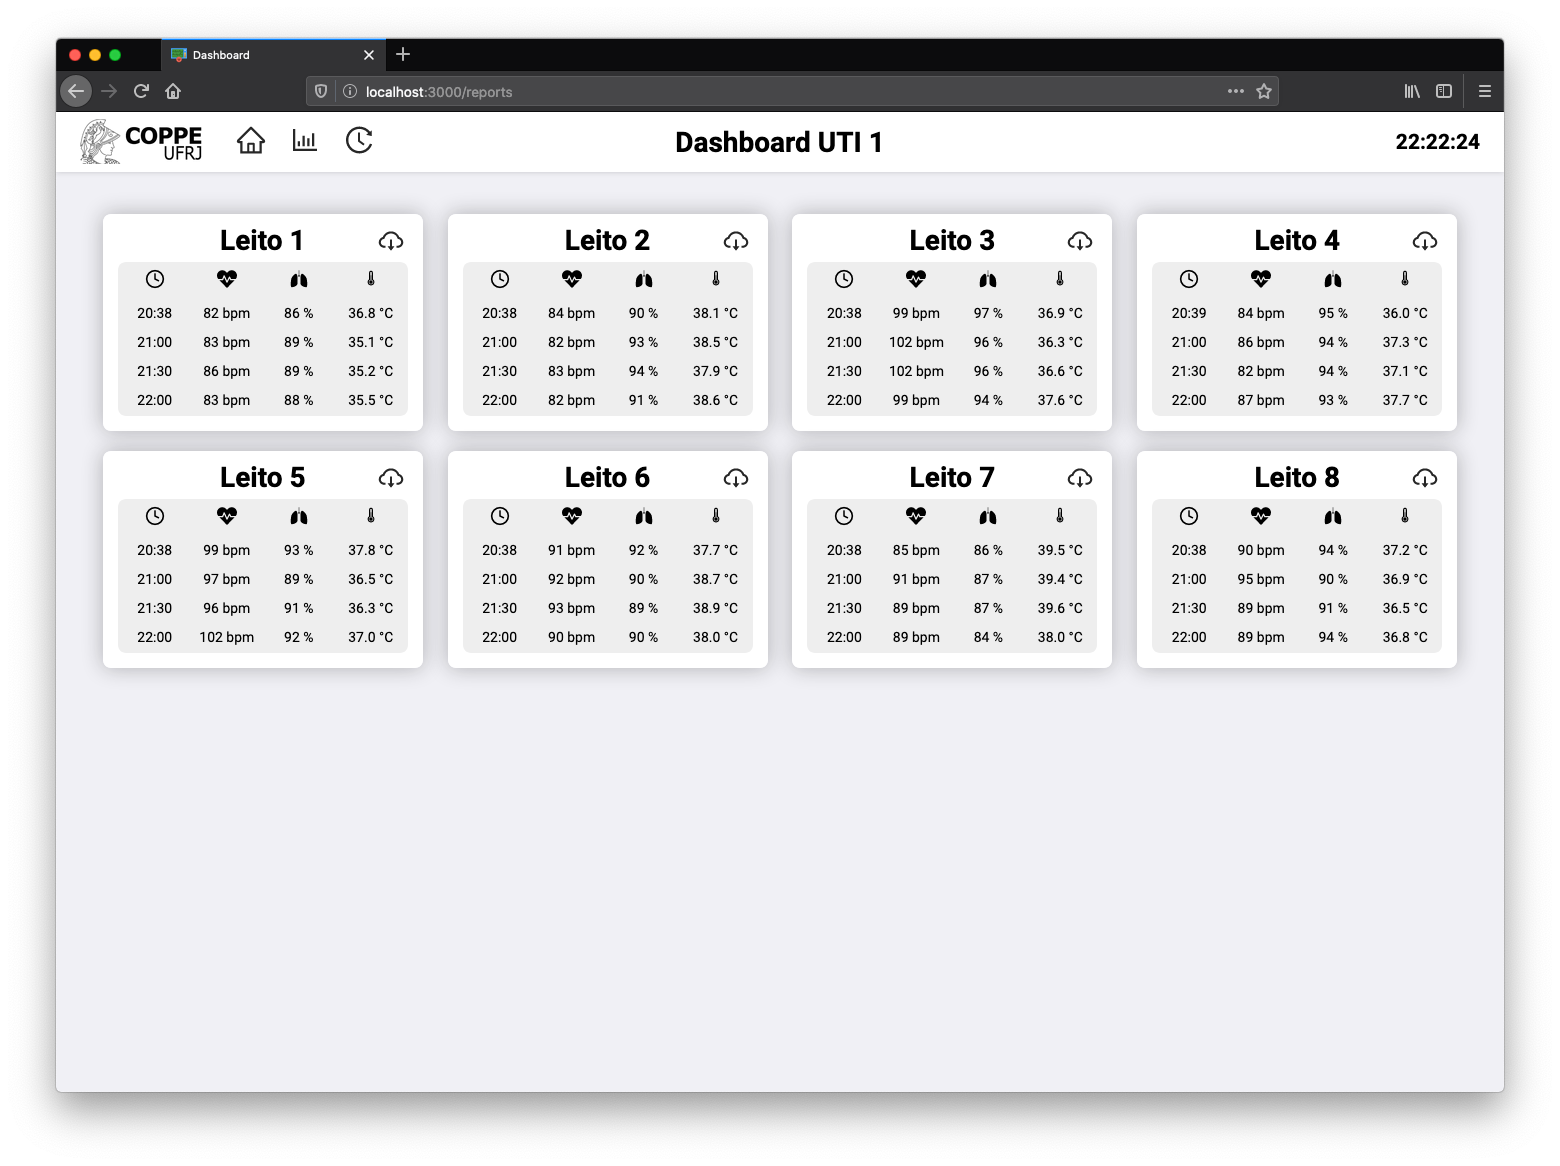 Dashboard
localhost:3000/reports
COPPE
UFRJ
Dashboard UTI 1
22:22:24
Leito 1
20:38 82 bpm 86 % 36.8 °C
21:00 83 bpm 89 % 35.1 °C
21:30 86 bpm 89 % 35.2 °C
22:00 83 bpm 88 % 35.5 °C
Leito 2
20:38 84 bpm 90 % 38.1 °C
21:00 82 bpm 93 % 38.5 °C
21:30 83 bpm 94 % 37.9 °C
22:00 82 bpm 91 % 38.6 °C
Leito 3
20:38 99 bpm 97 % 36.9 °C
21:00 102 bpm 96 % 36.3 °C
21:30 102 bpm 96 % 36.6 °C
22:00 99 bpm 94 % 37.6 °C
Leito 4
20:39 84 bpm 95 % 36.0 °C
21:00 86 bpm 94 % 37.3 °C
21:30 82 bpm 94 % 37.1 °C
22:00 87 bpm 93 % 37.7 °C
Leito 5
20:38 99 bpm 93 % 37.8 °C
21:00 97 bpm 89 % 36.5 °C
21:30 96 bpm 91 % 36.3 °C
22:00 102 bpm 92 % 37.0 °C
Leito 6
20:38 91 bpm 92 % 37.7 °C
21:00 92 bpm 90 % 38.7 °C
21:30 93 bpm 89 % 38.9 °C
22:00 90 bpm 90 % 38.0 °C
Leito 7
20:38 85 bpm 86 % 39.5 °C
21:00 91 bpm 87 % 39.4 °C
21:30 89 bpm 87 % 39.6 °C
22:00 89 bpm 84 % 38.0 °C
Leito 8
20:38 90 bpm 94 % 37.2 °C
21:00 95 bpm 90 % 36.9 °C
21:30 89 bpm 91 % 36.5 °C
22:00 89 bpm 94 % 36.8 °C